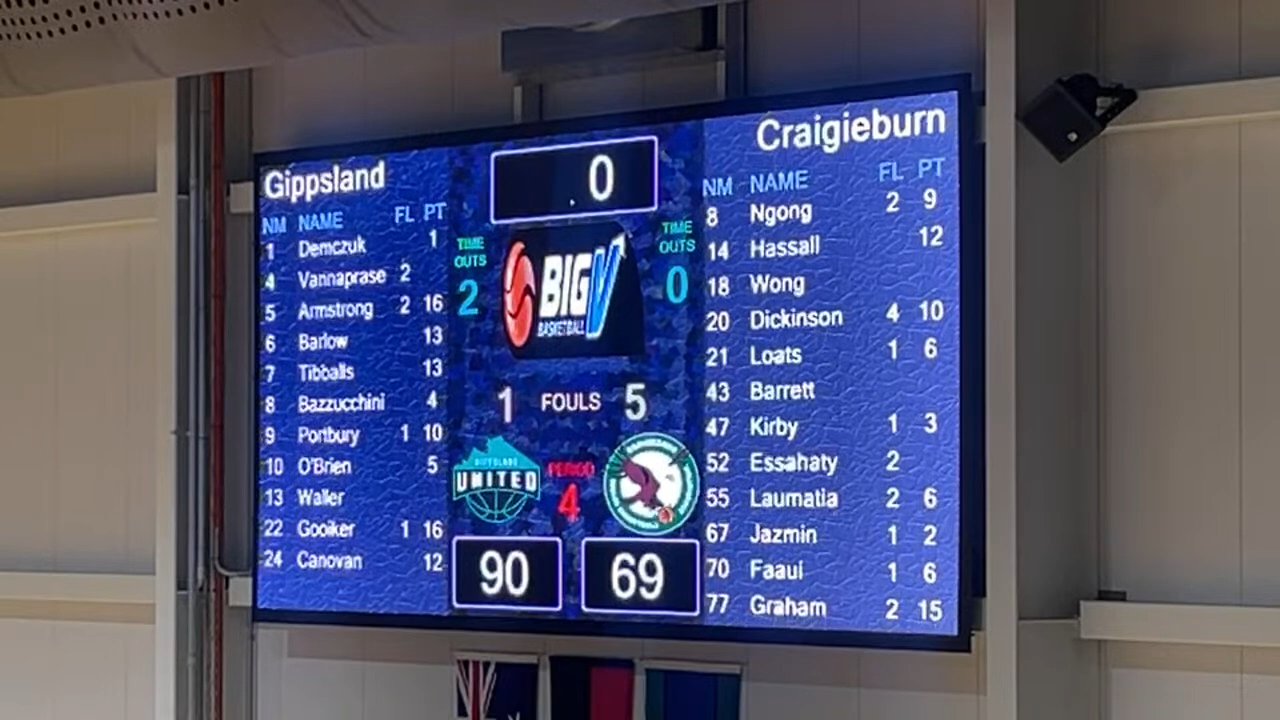 Gippsland
NM NAME FL PT
1 Demczuk 1
4 Vannaprase 2
5 Armstrong 2 16
6 Barlow 13
7 Tibballs 13
8 Bazzucchini 4
9 Portbury 1 10
10 O'Brien 5
13 Waller
22 Gooiker 1 16
24 Canovan 12
0
TIME
OUTS
2
BIG V
BASKETBALL
TIME
OUTS
0
1 FOULS 5
GIPPSLAND
UNITED
PERIOD
4
90 69
Craigieburn
NM NAME FL PT
8 Ngong 2 9
14 Hassall 12
18 Wong
20 Dickinson 4 10
21 Loats 1 6
43 Barrett
47 Kirby 1 3
52 Essahaty 2
55 Laumatia 2 6
67 Jazmin 1 2
70 Faaui 1 6
77 Graham 2 15